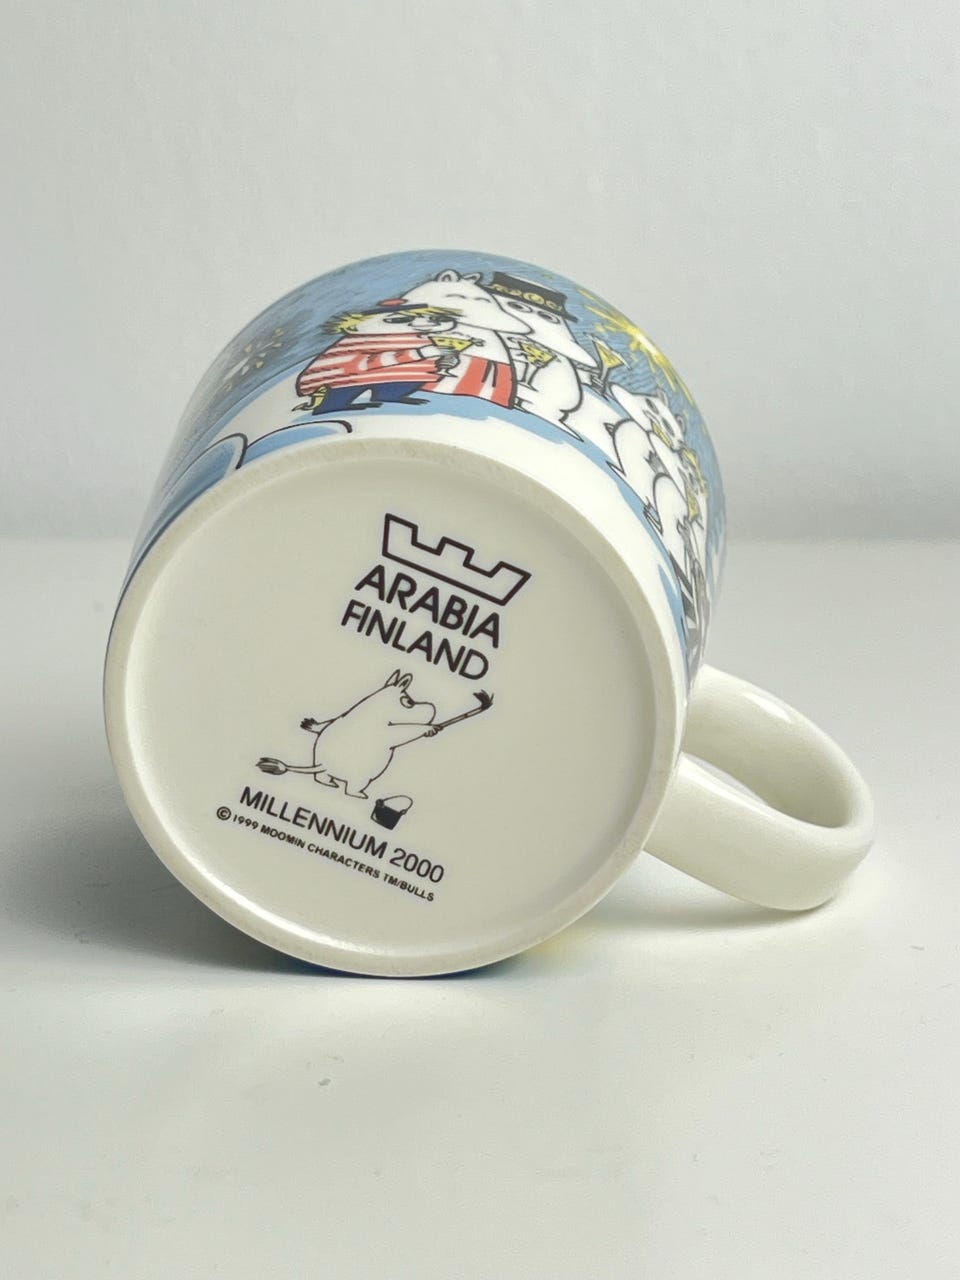 ARABIA
FINLAND
MILLENNIUM 2000
© 1999 MOOMIN CHARACTERS TM/BULLS